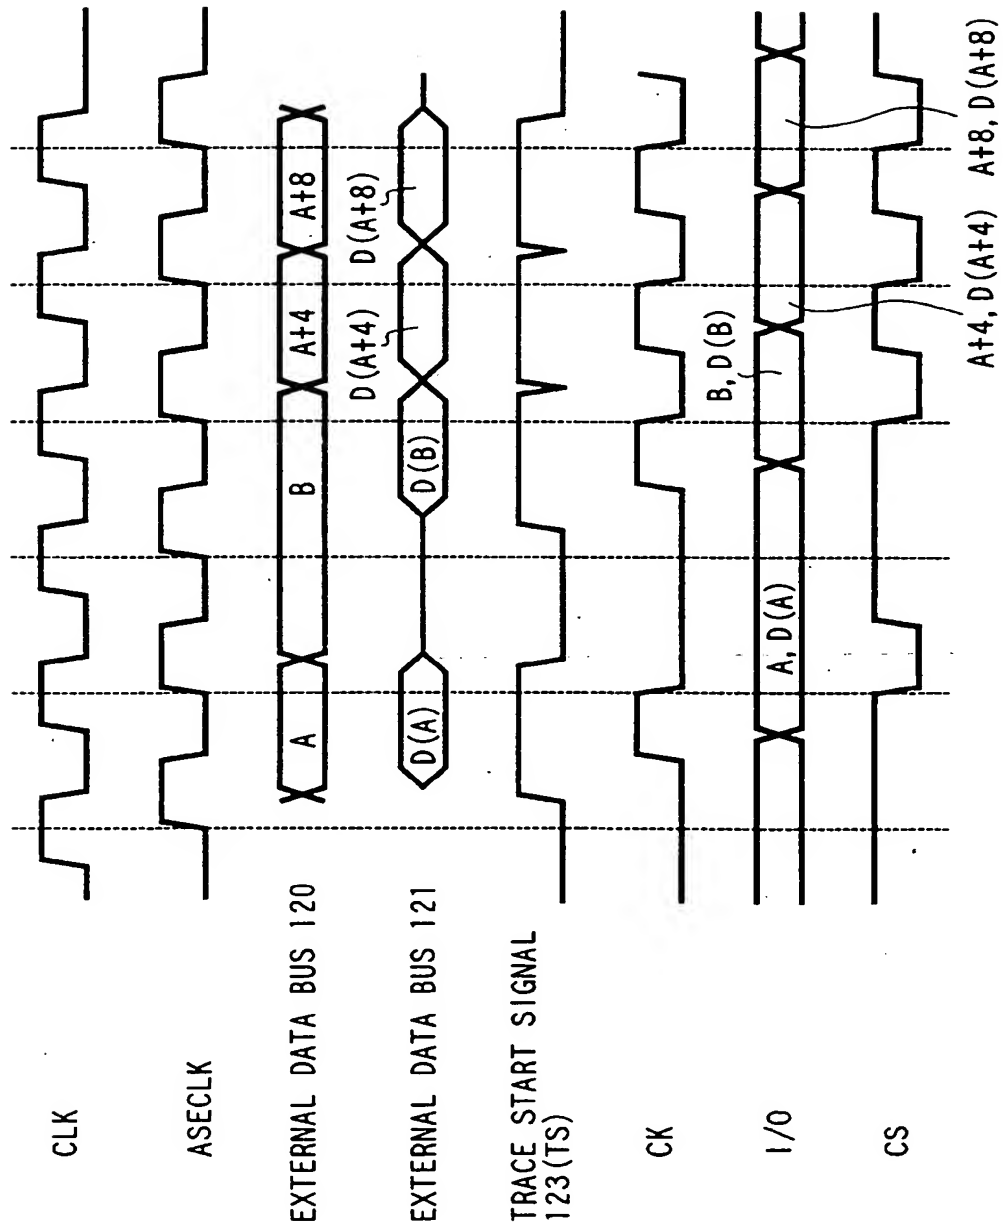 CLK
ASECLK
EXTERNAL DATA BUS 120
A
B
A+4
A+8
EXTERNAL DATA BUS 121
D(A)
D(B)
D(A+4)
D(A+8)
TRACE START SIGNAL
123(TS)
CK
I/O
A, D(A)
B, D(B)
A+4, D(A+4)
A+8, D(A+8)
CS